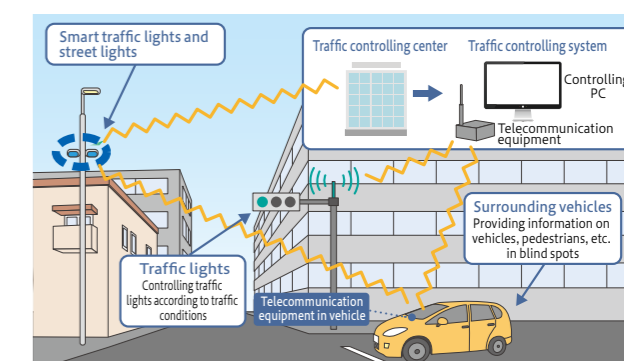 Smart traffic lights and
street lights
Traffic controlling center
Traffic controlling system
Controlling
PC
Telecommunication
equipment
Surrounding vehicles
Providing information on
vehicles, pedestrians, etc.
in blind spots
Traffic lights
Controlling traffic
lights according to traffic
conditions
Telecommunication
equipment in vehicle